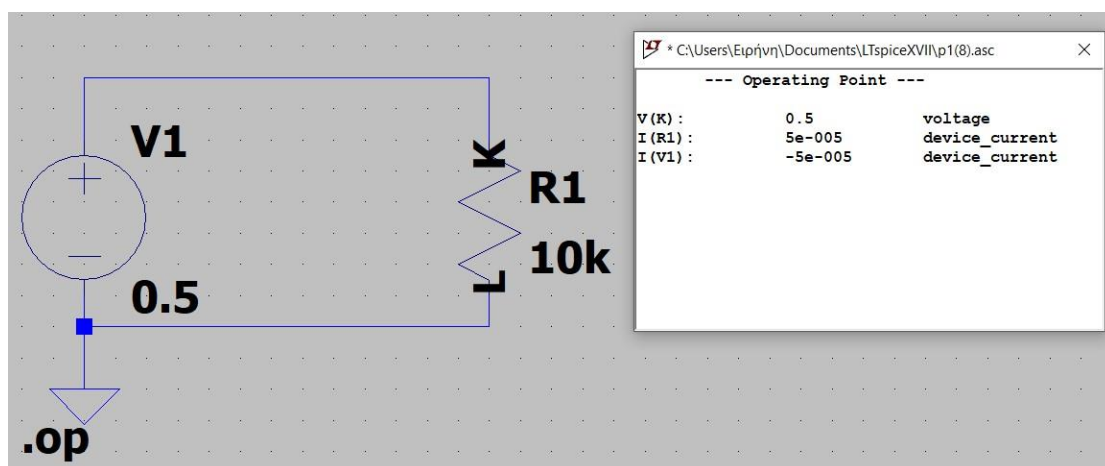 V1
0.5
.op
K
R1
10k
L
* C:\Users\Ειρήνη\Documents\LTspiceXVII\p1(8).asc
--- Operating Point ---
V(K): 0.5 voltage
I(R1): 5e-005 device_current
I(V1): -5e-005 device_current